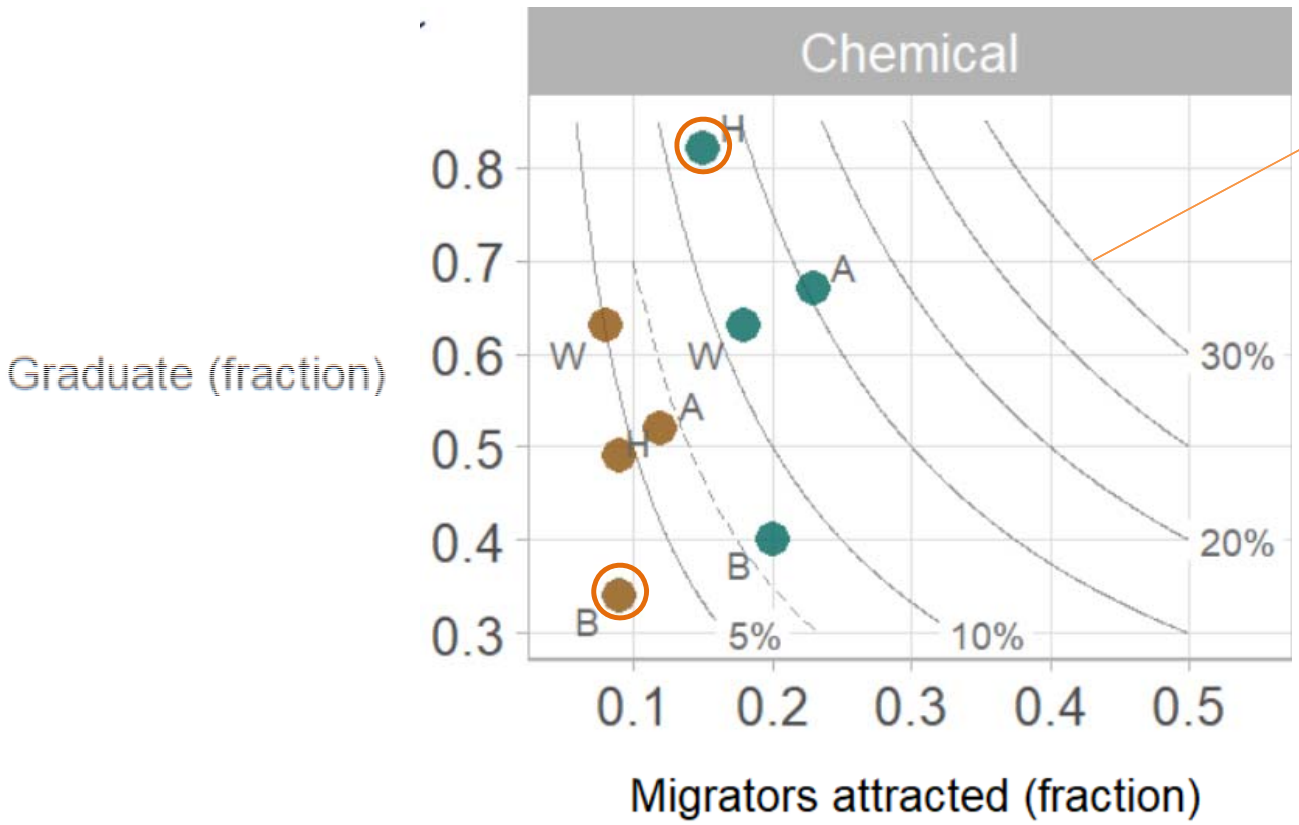 Chemical
H
0.8
0.7
A
W
W
0.6
30%
Graduate (fraction)
A
H
0.5
0.4
20%
B
B
0.3
5%
10%
0.1 0.2 0.3 0.4 0.5
Migrators attracted (fraction)